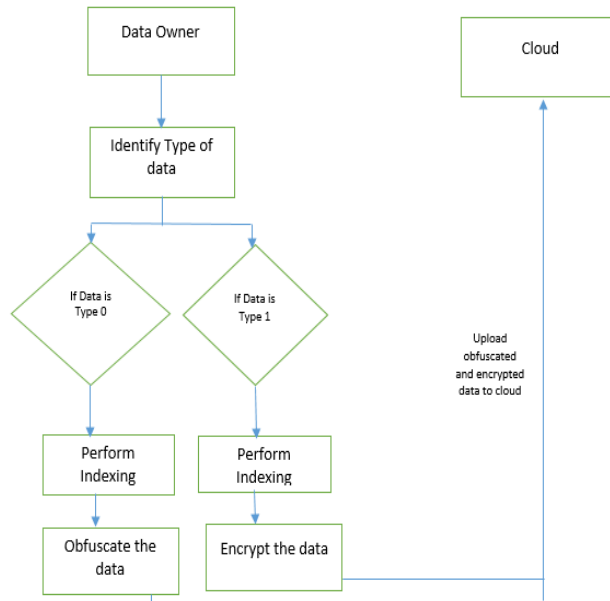 Data Owner
Cloud
Identify Type of
data
If Data is
Type 0
If Data is
Type 1
Upload
obfuscated
and encrypted
data to cloud
Perform
Indexing
Perform
Indexing
Obfuscate the
data
Encrypt the data